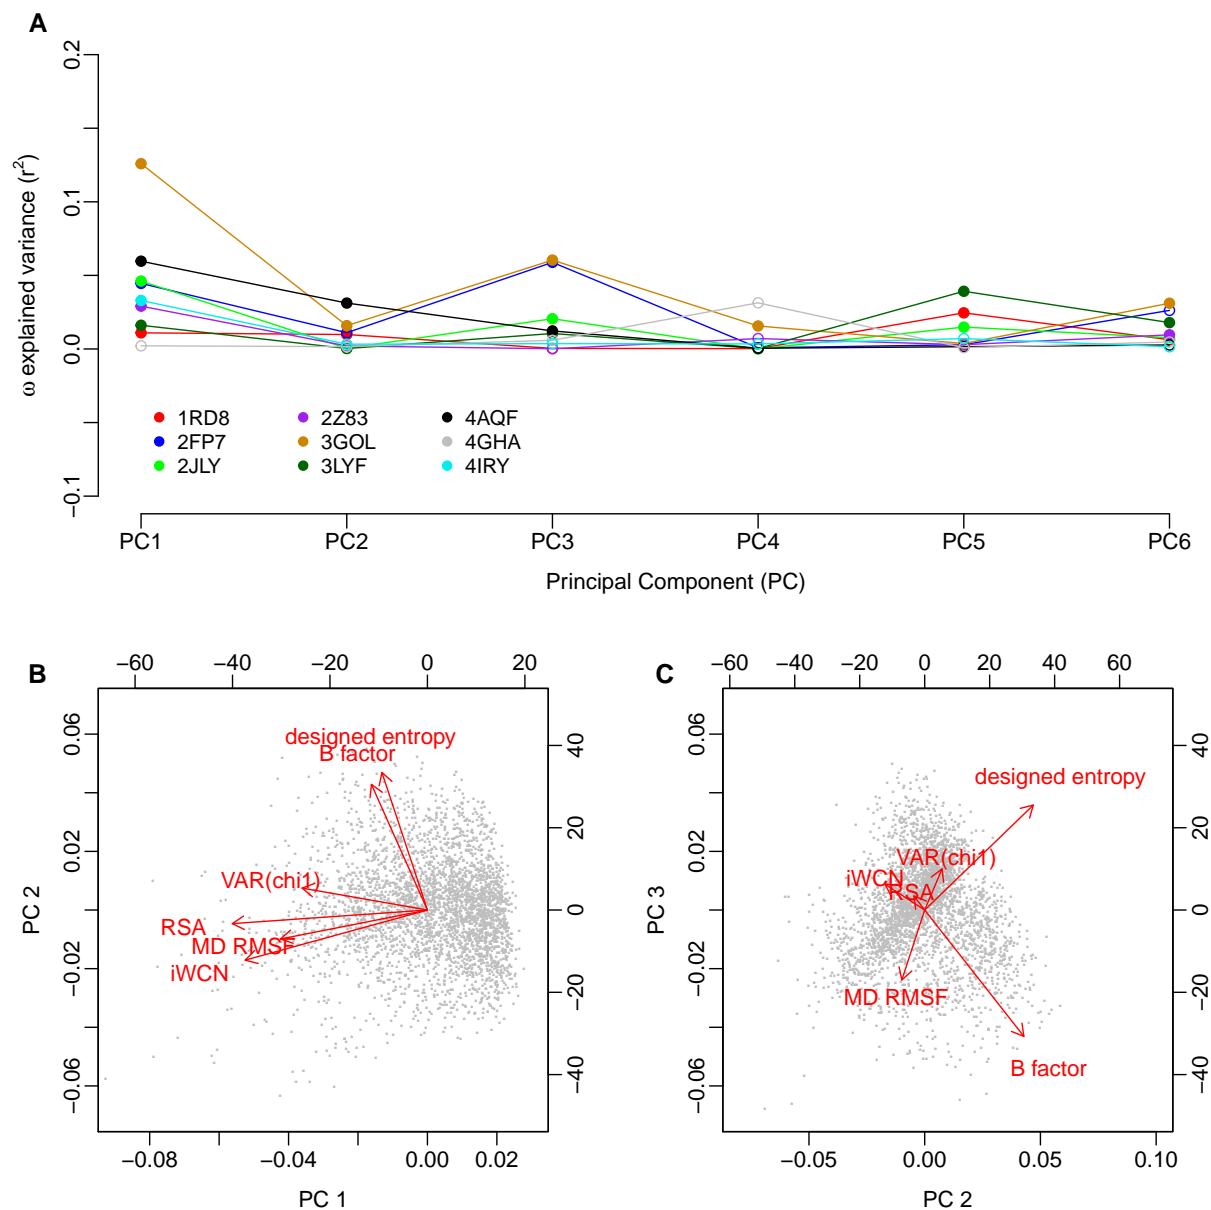 A
0.2
0.1
0.0
−0.1
ω explained variance (r2)
1RD8 2Z83 4AQF
2FP7 3GOL 4GHA
2JLY 3LYF 4IRY
PC1 PC2 PC3 PC4 PC5 PC6
Principal Component (PC)
B
−60 −40 −20 0 20
0.06
0.02
−0.02
−0.06
PC 2
designed entropy
B factor
VAR(chi1)
RSA
MD RMSF
iWCN
40
20
0
−20
−40
−0.08 −0.04 0.00 0.02
PC 1
C
−60 −40 −20 0 20 40 60
0.06
0.02
−0.02
−0.06
PC 3
designed entropy
VAR(chi1)
iWCN
RSA
MD RMSF
B factor
40
20
0
−20
−40
−0.05 0.00 0.05 0.10
PC 2